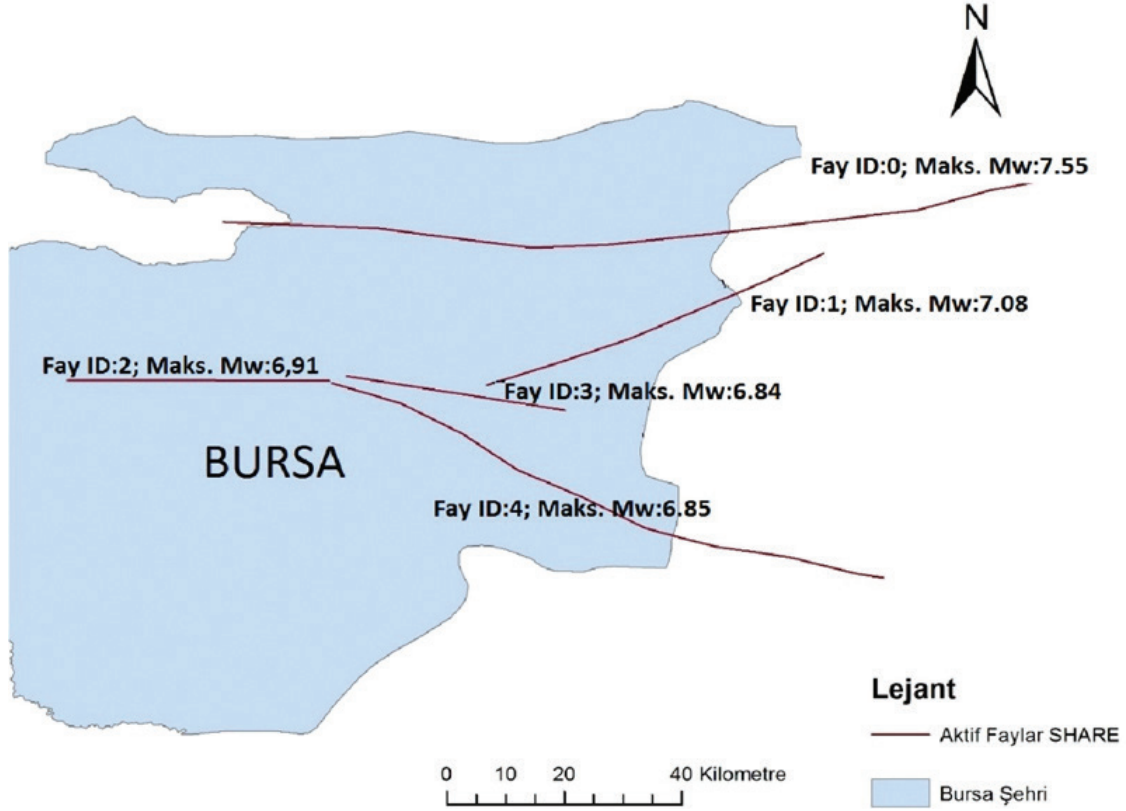 N
Fay ID:0; Maks. Mw:7.55
Fay ID:1; Maks. Mw:7.08
Fay ID:2; Maks. Mw:6,91
Fay ID:3; Maks. Mw:6.84
BURSA
Fay ID:4; Maks. Mw:6.85
Lejant
Aktif Faylar SHARE
Bursa Şehri
0 10 20 40 Kilometre